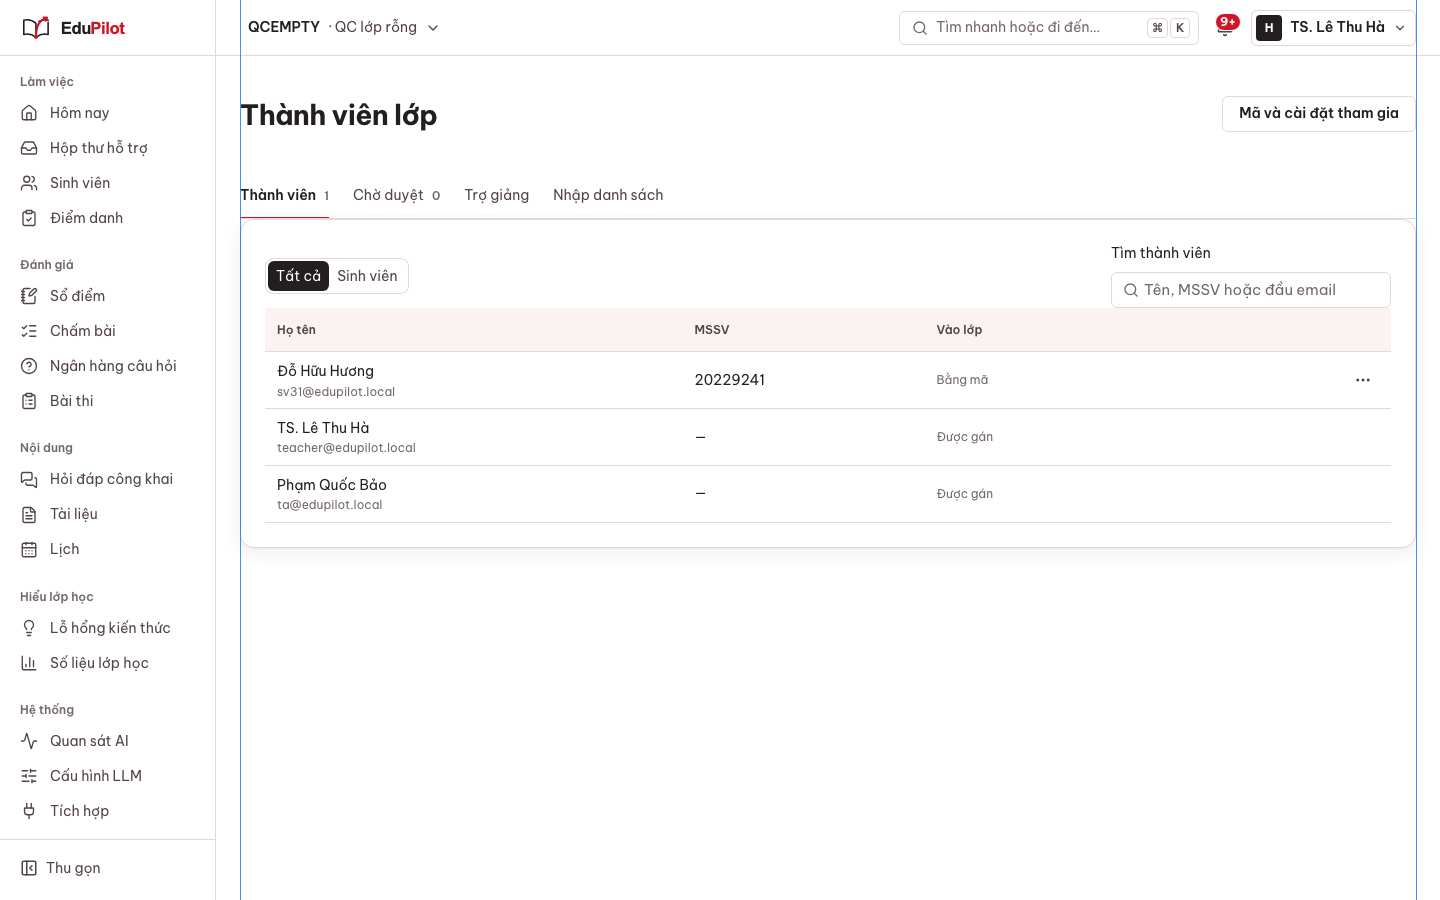 EduPilot
QCEMPTY · QC lớp rỗng
Tìm nhanh hoặc đi đến...
⌘ K
9+
H
TS. Lê Thu Hà
Làm việc
Hôm nay
Hộp thư hỗ trợ
Sinh viên
Điểm danh
Đánh giá
Sổ điểm
Chấm bài
Ngân hàng câu hỏi
Bài thi
Nội dung
Hỏi đáp công khai
Tài liệu
Lịch
Hiểu lớp học
Lỗ hổng kiến thức
Số liệu lớp học
Hệ thống
Quan sát AI
Cấu hình LLM
Tích hợp
Thu gọn
Thành viên lớp
Mã và cài đặt tham gia
Thành viên 1 Chờ duyệt 0 Trợ giảng Nhập danh sách
Tìm thành viên
Tất cả Sinh viên
Tên, MSSV hoặc đầu email
Họ tên MSSV Vào lớp
Đỗ Hữu Hương
sv31@edupilot.local
20229241
Bằng mã
TS. Lê Thu Hà
teacher@edupilot.local
—
Được gán
Phạm Quốc Bảo
ta@edupilot.local
—
Được gán